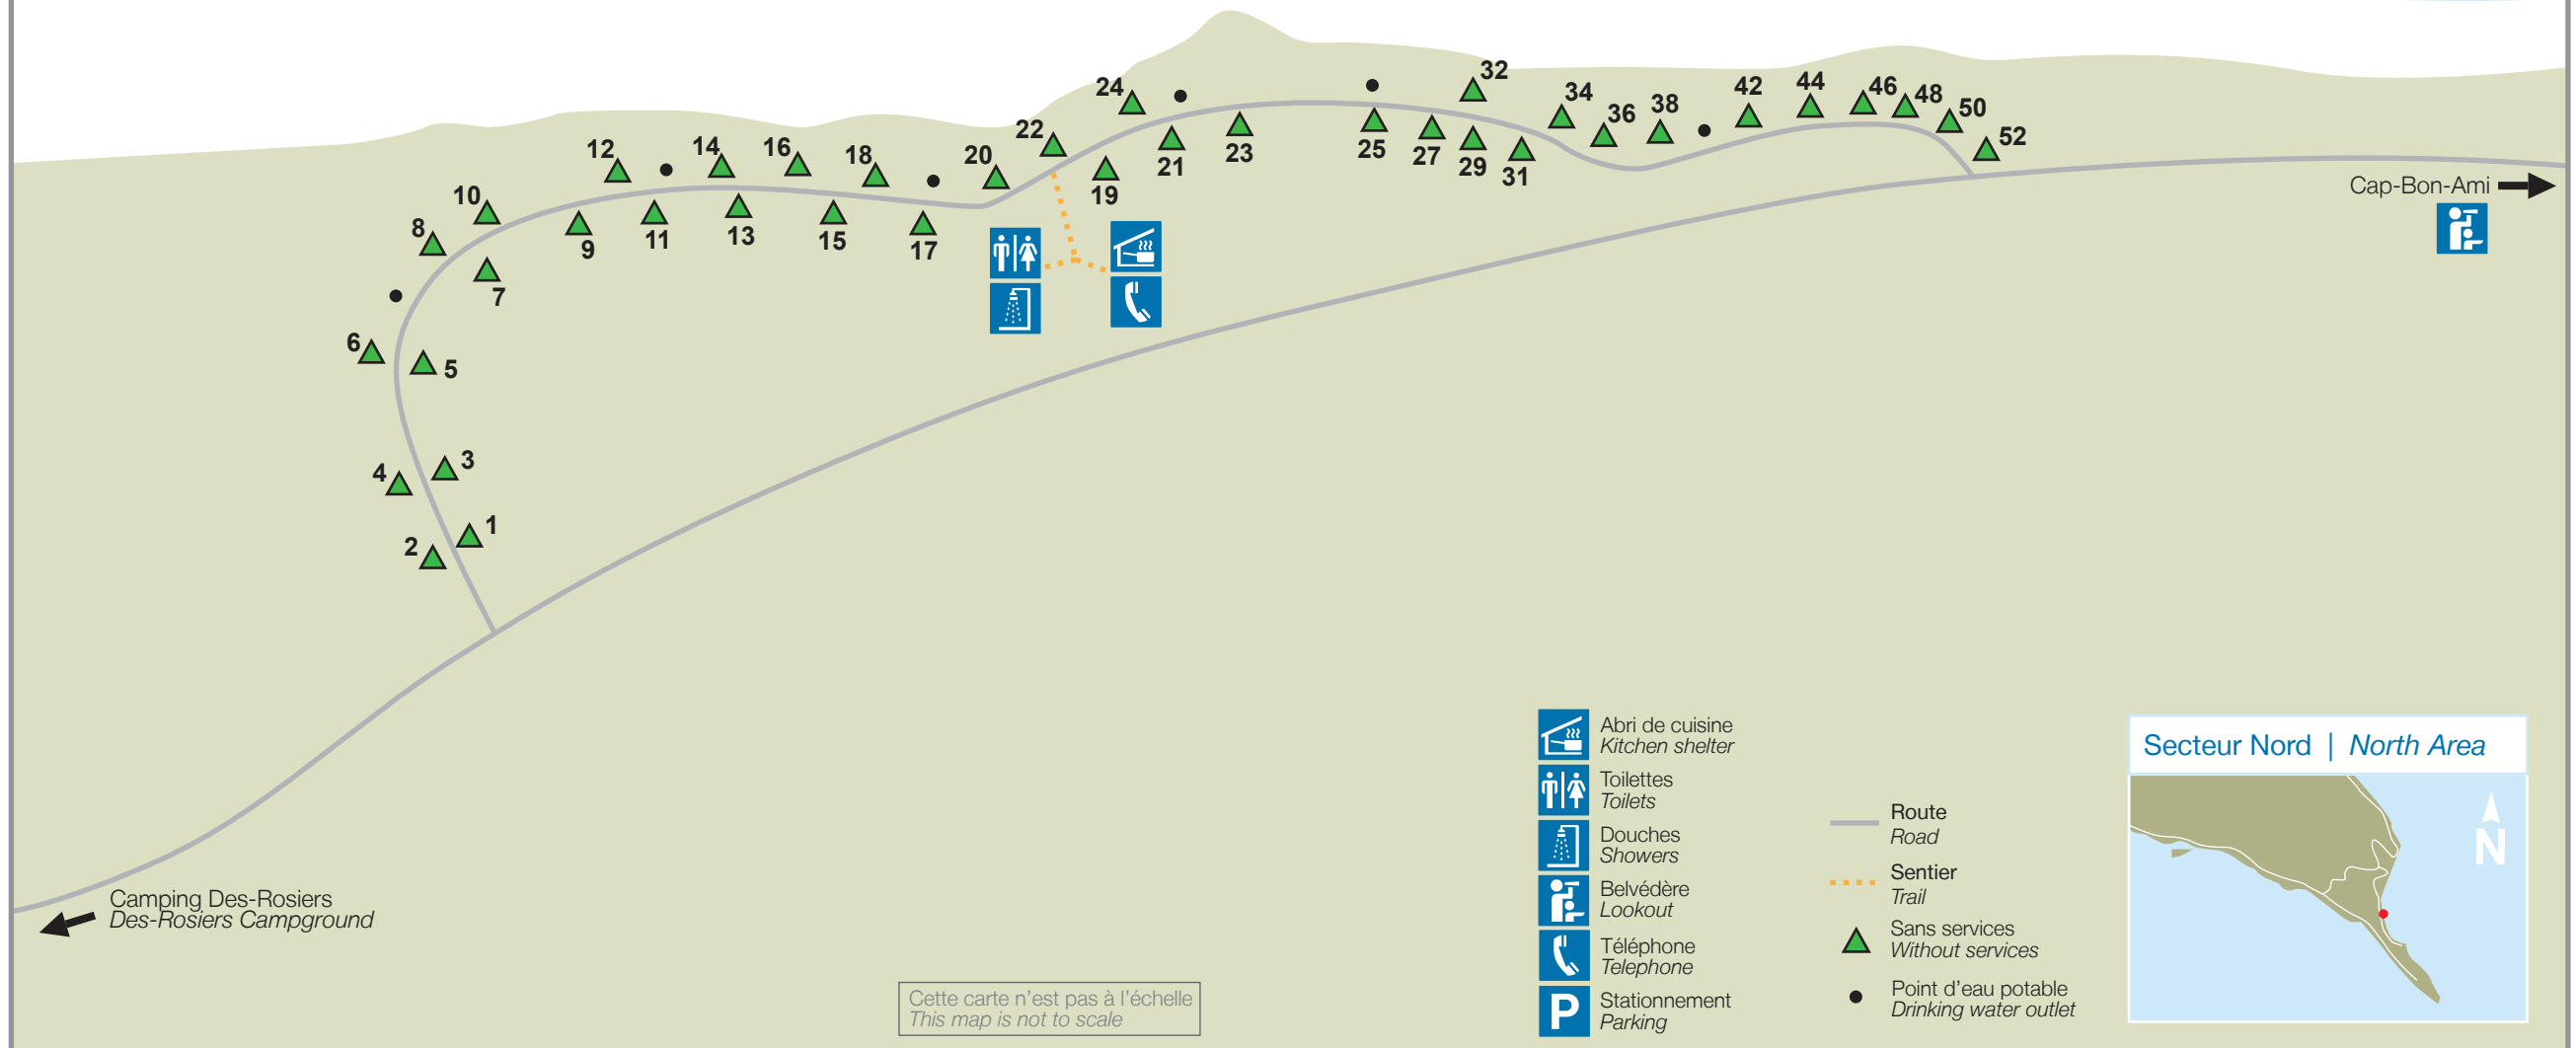 32
24
34
42
44
46
48
38
36
50
22
52
12
14
16
18
20
21
23
25
27
29
31
19
10
8
9
11
13
15
17
7
Cap-Bon-Ami
6
5
4
3
2
1
Camping Des-Rosiers
Des-Rosiers Campground
Cette carte n'est pas à l'échelle
This map is not to scale
Abri de cuisine
Kitchen shelter
Toilettes
Toilets
Douches
Showers
Belvédère
Lookout
Téléphone
Telephone
P
Stationnement
Parking
Route
Road
Sentier
Trail
Sans services
Without services
Point d'eau potable
Drinking water outlet
Secteur Nord | North Area
N